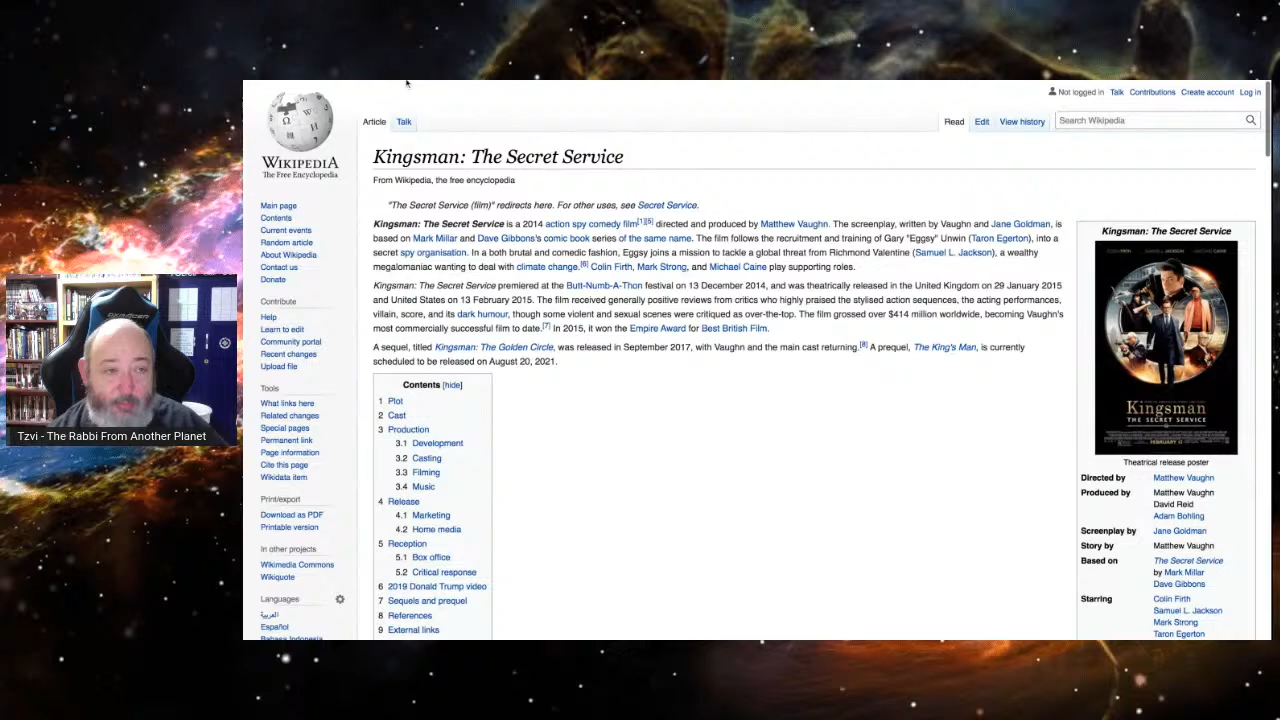 Not logged in Talk Contributions Create account Log in
Article Talk Read Edit View history Search Wikipedia
WIKIPEDIA
The Free Encyclopedia
Main page
Contents
Current events
Random article
About Wikipedia
Contact us
Donate
Contribute
Help
Learn to edit
Community portal
Recent changes
Upload file
Tools
What links here
Related changes
Special pages
Permanent link
Page information
Cite this page
Wikidata item
Print/export
Download as PDF
Printable version
In other projects
Wikimedia Commons
Wikiquote
Languages
العربية
Español
Bahasa Indonesia
Kingsman: The Secret Service
From Wikipedia, the free encyclopedia
"The Secret Service (film)" redirects here. For other uses, see Secret Service.
Kingsman: The Secret Service is a 2014 action spy comedy film[1][5] directed and produced by Matthew Vaughn. The screenplay, written by Vaughn and Jane Goldman, is
based on Mark Millar and Dave Gibbons's comic book series of the same name. The film follows the recruitment and training of Gary "Eggsy" Unwin (Taron Egerton), into a
secret spy organisation. In a both brutal and comedic fashion, Eggsy joins a mission to tackle a global threat from Richmond Valentine (Samuel L. Jackson), a wealthy
megalomaniac wanting to deal with climate change.[6] Colin Firth, Mark Strong, and Michael Caine play supporting roles.
Kingsman: The Secret Service premiered at the Butt-Numb-A-Thon festival on 13 December 2014, and was theatrically released in the United Kingdom on 29 January 2015
and United States on 13 February 2015. The film received generally positive reviews from critics who highly praised the stylised action sequences, the acting performances,
villain, score, and its dark humour, though some violent and sexual scenes were critiqued as over-the-top. The film grossed over $414 million worldwide, becoming Vaughn's
most commercially successful film to date.[7] In 2015, it won the Empire Award for Best British Film.
A sequel, titled Kingsman: The Golden Circle, was released in September 2017, with Vaughn and the main cast returning.[8] A prequel, The King's Man, is currently
scheduled to be released on August 20, 2021.
Contents [hide]
1 Plot
2 Cast
3 Production
3.1 Development
3.2 Casting
3.3 Filming
3.4 Music
4 Release
4.1 Marketing
4.2 Home media
5 Reception
5.1 Box office
5.2 Critical response
6 2019 Donald Trump video
7 Sequels and prequel
8 References
9 External links
Kingsman: The Secret Service
Kingsman
THE SECRET SERVICE
FEBRUARY 13
Theatrical release poster
Directed by Matthew Vaughn
Produced by Matthew Vaughn
David Reid
Adam Bohling
Screenplay by Jane Goldman
Story by Matthew Vaughn
Based on The Secret Service
by Mark Millar
Dave Gibbons
Starring Colin Firth
Samuel L. Jackson
Mark Strong
Taron Egerton
Tzvi - The Rabbi From Another Planet